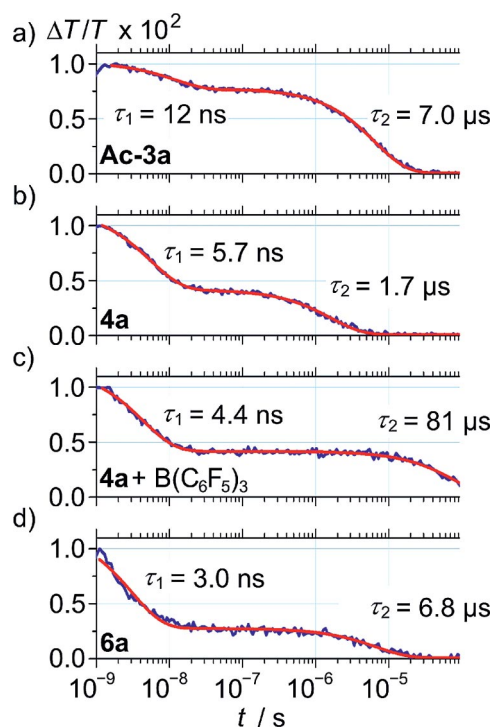 a) ΔT/T x 10²
1.0
0.5
0.0
τ₁ = 12 ns
τ₂ = 7.0 µs
Ac-3a
b)
1.0
0.5
0.0
τ₁ = 5.7 ns
τ₂ = 1.7 µs
4a
c)
1.0
0.5
0.0
τ₁ = 4.4 ns
τ₂ = 81 µs
4a + B(C₆F₅)₃
d)
1.0
0.5
0.0
τ₁ = 3.0 ns
τ₂ = 6.8 µs
6a
10⁻⁹ 10⁻⁸ 10⁻⁷ 10⁻⁶ 10⁻⁵
t / s